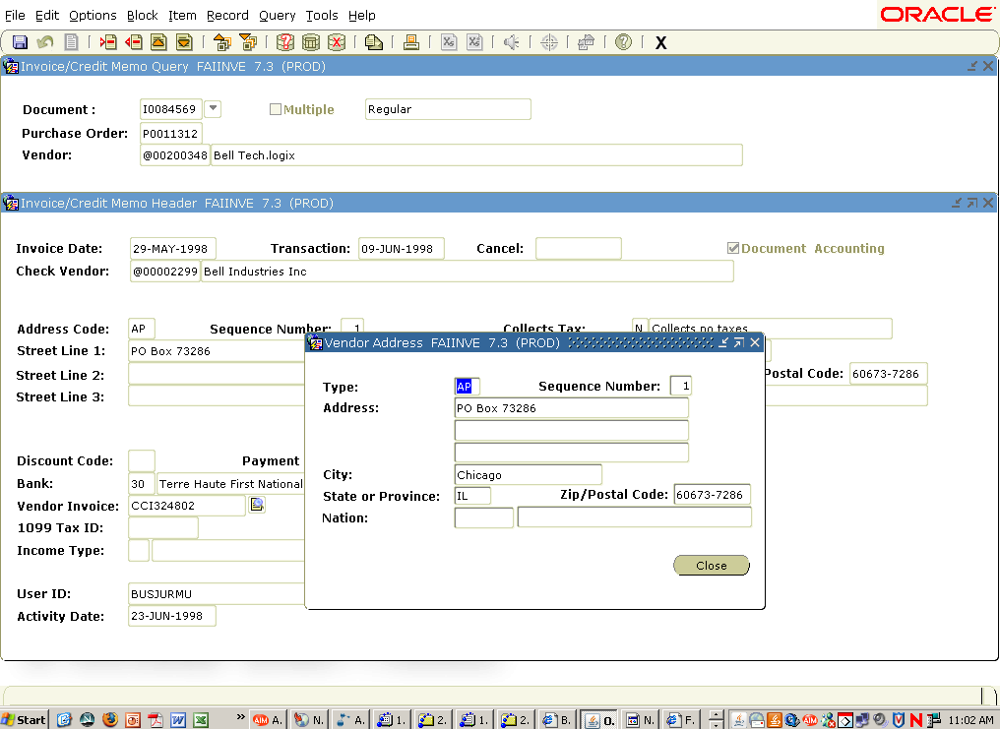 File Edit Options Block Item Record Query Tools Help
ORACLE
X
Invoice/Credit Memo Query FAIINVE 7.3 (PROD)
Document : I0084569 Multiple Regular
Purchase Order: P0011312
Vendor: @00200348 Bell Tech.logix
Invoice/Credit Memo Header FAIINVE 7.3 (PROD)
Invoice Date: 29-MAY-1998 Transaction: 09-JUN-1998 Cancel: Document Accounting
Check Vendor: @00002299 Bell Industries Inc
Address Code: AP Sequence Number: 1 Collects Tax: N Collects no taxes
Street Line 1: PO Box 73286
Street Line 2: Postal Code: 60673-7286
Street Line 3:
Discount Code: Payment
Bank: 30 Terre Haute First National
Vendor Invoice: CCI324802
1099 Tax ID:
Income Type:
User ID: BUSJURMU
Activity Date: 23-JUN-1998
Vendor Address FAIINVE 7.3 (PROD)
Type: AP Sequence Number: 1
Address: PO Box 73286
City: Chicago
State or Province: IL Zip/Postal Code: 60673-7286
Nation:
Close
Start » A. N. A. 1. 2. 1. 2. B. O. N. F. 11:02 AM